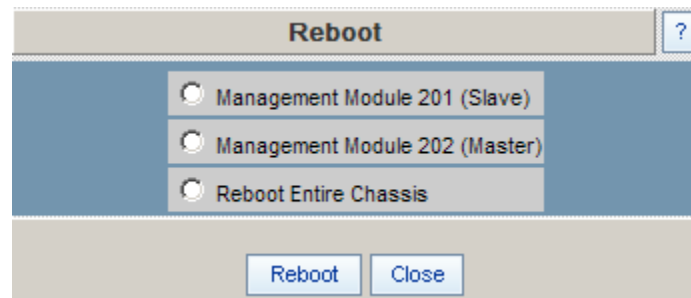 Reboot ?
Management Module 201 (Slave)
Management Module 202 (Master)
Reboot Entire Chassis
Reboot Close